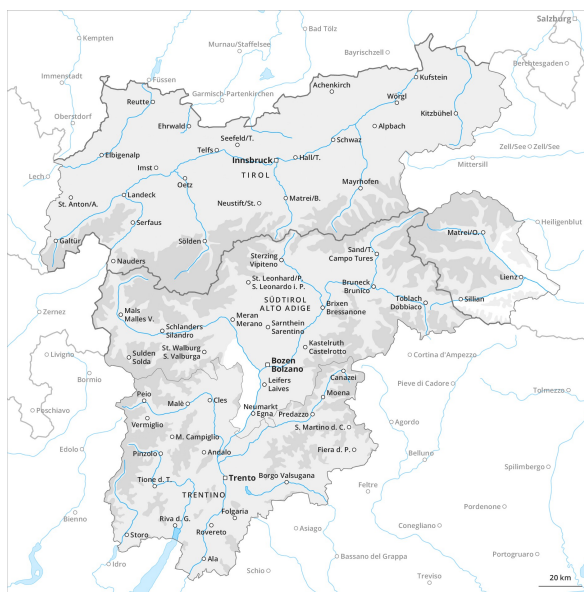 Salzburg
Kempten
Bad Tölz
Murnau/Staffelsee
Bayrischzell
Berchtesgaden
Immenstadt
Füssen
Kufstein
Garmisch-Partenkirchen
Achenkirch
Reutte
Wörgl
Oberstdorf
Kitzbühel
Ehrwald
Alpbach
Seefeld/T.
Schwaz
Telfs
Zell/See
Zell/See
Elbigenalp
Innsbruck
Hall/T.
Mittersill
Imst
TIROL
Lech
Oetz
Mayrhofen
Landeck
St. Anton/A.
Matrei/B.
Neustift/St.
Serfaus
Heiligenblut
Galtür
Sölden
Matrei/O.
Sand/T.
Campo Tures
Nauders
Sterzing
Vipiteno
Lienz
St. Leonhard/P.
S. Leonardo i. P.
Bruneck
Brunico
Toblach
Dobbiaco
Sillian
SÜDTIROL
ALTO ADIGE
Brixen
Bressanone
Zernez
Mals
Malles V.
Meran
Merano
Schlanders
Silandro
Sarnthein
Sarentino
Kastelruth
Castelrotto
Livigno
Sulden
Solda
St. Walburg
S. Valburga
Cortina d'Ampezzo
Bozen
Bolzano
Canazei
Bormio
Leifers
Laives
Pieve di Cadore
Tolmezzo
Peio
Moena
Malè
Cles
Neumarkt
Egna
Predazzo
Poschiavo
Vermiglio
Agordo
S. Martino d. C.
M. Campiglio
Edolo
Pinzolo
Andalo
Fiera d. P.
Belluno
Spilimbergo
Trento
Borgo Valsugana
Tione d. T.
Feltre
TRENTINO
Pordenone
Folgaria
Bienno
Riva d. G.
Rovereto
Asiago
Conegliano
Storo
Portogruaro
Ala
Bassano del Grappa
Idro
Schio
Treviso
20 km